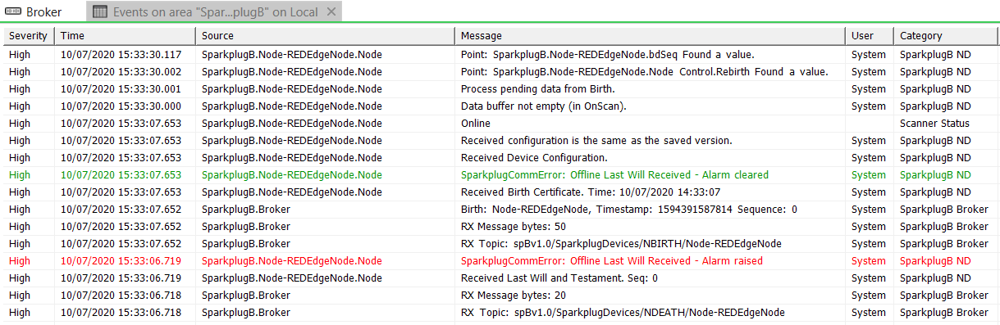 Broker Events on area "Spar...plugB" on Local
Severity Time Source Message User Category
High 10/07/2020 15:33:30.117 SparkplugB.Node-REDEdgeNode.Node Point: SparkplugB.Node-REDEdgeNode.bdSeq Found a value. System SparkplugB ND
High 10/07/2020 15:33:30.002 SparkplugB.Node-REDEdgeNode.Node Point: SparkplugB.Node-REDEdgeNode.Node Control.Rebirth Found a value. System SparkplugB ND
High 10/07/2020 15:33:30.001 SparkplugB.Node-REDEdgeNode.Node Process pending data from Birth. System SparkplugB ND
High 10/07/2020 15:33:30.000 SparkplugB.Node-REDEdgeNode.Node Data buffer not empty (in OnScan). System SparkplugB ND
High 10/07/2020 15:33:07.653 SparkplugB.Node-REDEdgeNode.Node Online Scanner Status
High 10/07/2020 15:33:07.653 SparkplugB.Node-REDEdgeNode.Node Received configuration is the same as the saved version. System SparkplugB ND
High 10/07/2020 15:33:07.653 SparkplugB.Node-REDEdgeNode.Node Received Device Configuration. System SparkplugB ND
High 10/07/2020 15:33:07.653 SparkplugB.Node-REDEdgeNode.Node SparkplugCommError: Offline Last Will Received - Alarm cleared System SparkplugB ND
High 10/07/2020 15:33:07.653 SparkplugB.Node-REDEdgeNode.Node Received Birth Certificate. Time: 10/07/2020 14:33:07 System SparkplugB ND
High 10/07/2020 15:33:07.652 SparkplugB.Broker Birth: Node-REDEdgeNode, Timestamp: 1594391587814 Sequence: 0 System SparkplugB Broker
High 10/07/2020 15:33:07.652 SparkplugB.Broker RX Message bytes: 50 System SparkplugB Broker
High 10/07/2020 15:33:07.652 SparkplugB.Broker RX Topic: spBv1.0/SparkplugDevices/NBIRTH/Node-REDEdgeNode System SparkplugB Broker
High 10/07/2020 15:33:06.719 SparkplugB.Node-REDEdgeNode.Node SparkplugCommError: Offline Last Will Received - Alarm raised System SparkplugB ND
High 10/07/2020 15:33:06.719 SparkplugB.Node-REDEdgeNode.Node Received Last Will and Testament. Seq: 0 System SparkplugB ND
High 10/07/2020 15:33:06.718 SparkplugB.Broker RX Message bytes: 20 System SparkplugB Broker
High 10/07/2020 15:33:06.718 SparkplugB.Broker RX Topic: spBv1.0/SparkplugDevices/NDEATH/Node-REDEdgeNode System SparkplugB Broker